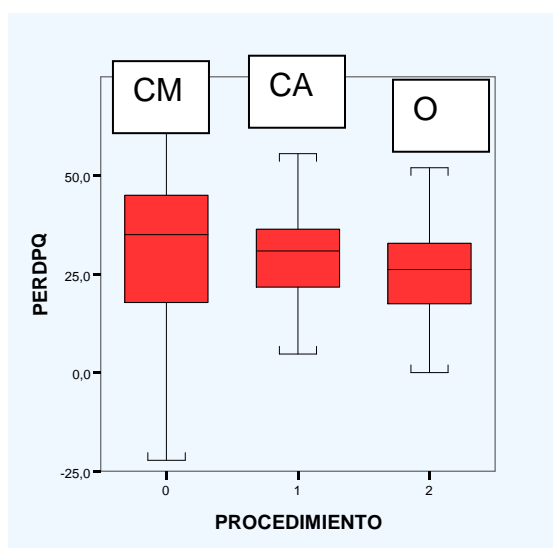 CM
CA
O
50,0
25,0
0,0
-25,0
PERDPQ
0
1
2
PROCEDIMIENTO